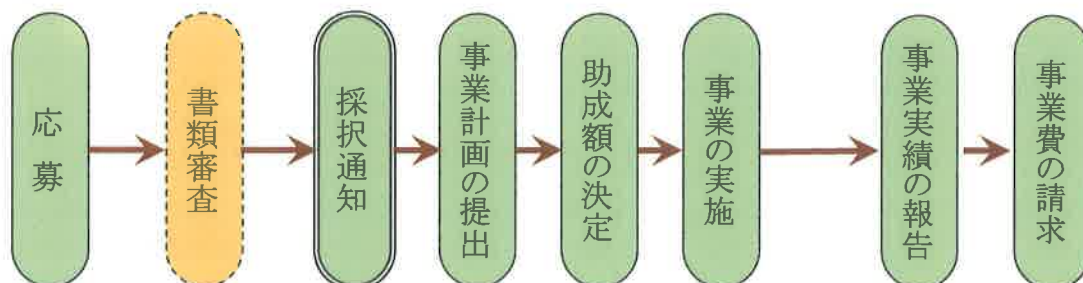 応募
書類審査
採択通知
事業計画の提出
助成額の決定
事業の実施
事業実績の報告
事業費の請求